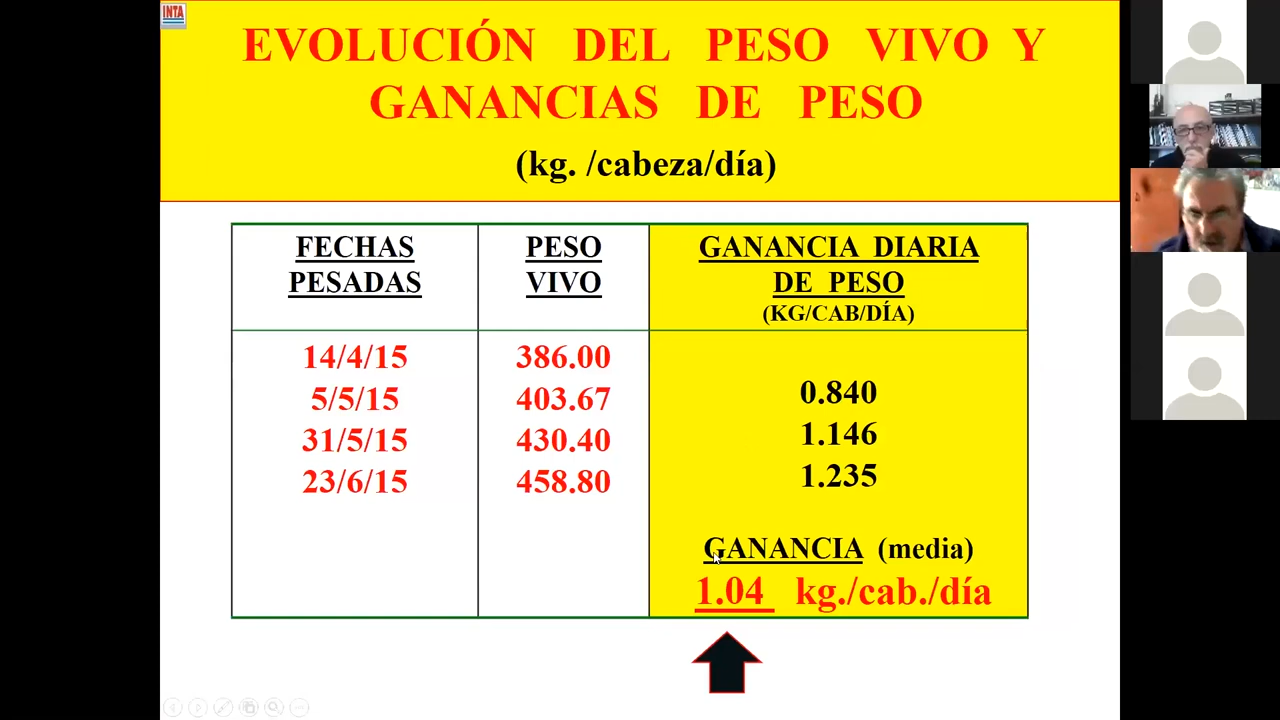 INTA
EVOLUCIÓN DEL PESO VIVO Y
GANANCIAS DE PESO
(kg. /cabeza/día)
FECHAS
PESADAS
PESO
VIVO
GANANCIA DIARIA
DE PESO
(KG/CAB/DÍA)
14/4/15 386.00
5/5/15 403.67 0.840
31/5/15 430.40 1.146
23/6/15 458.80 1.235
GANANCIA (media)
1.04 kg./cab./día